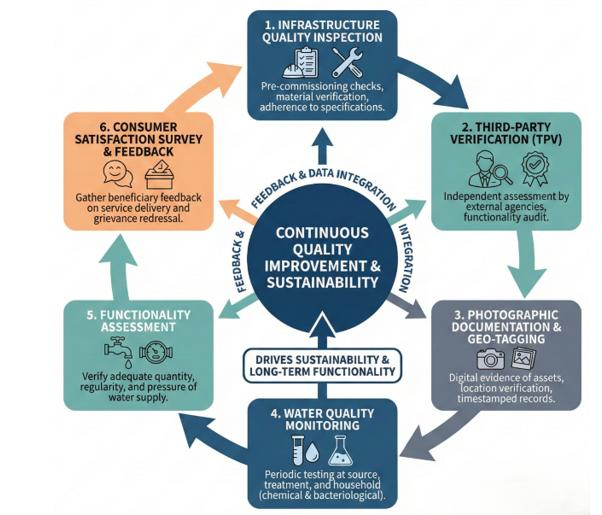 1. INFRASTRUCTURE
QUALITY INSPECTION
Pre-commissioning checks,
material verification,
adherence to specifications.
2. THIRD-PARTY
VERIFICATION (TPV)
Independent assessment by
external agencies,
functionality audit.
3. PHOTOGRAPHIC
DOCUMENTATION &
GEO-TAGGING
Digital evidence of assets,
location verification,
timestamped records.
4. WATER QUALITY
MONITORING
Periodic testing at source,
treatment, and household
(chemical & bacteriological).
5. FUNCTIONALITY
ASSESSMENT
Verify adequate quantity,
regularity, and pressure of
water supply.
6. CONSUMER
SATISFACTION SURVEY
& FEEDBACK
Gather beneficiary feedback
on service delivery and
grievance redressal.
FEEDBACK & DATA INTEGRATION
FEEDBACK &
INTEGRATION
CONTINUOUS
QUALITY
IMPROVEMENT &
SUSTAINABILITY
DRIVES SUSTAINABILITY &
LONG-TERM FUNCTIONALITY